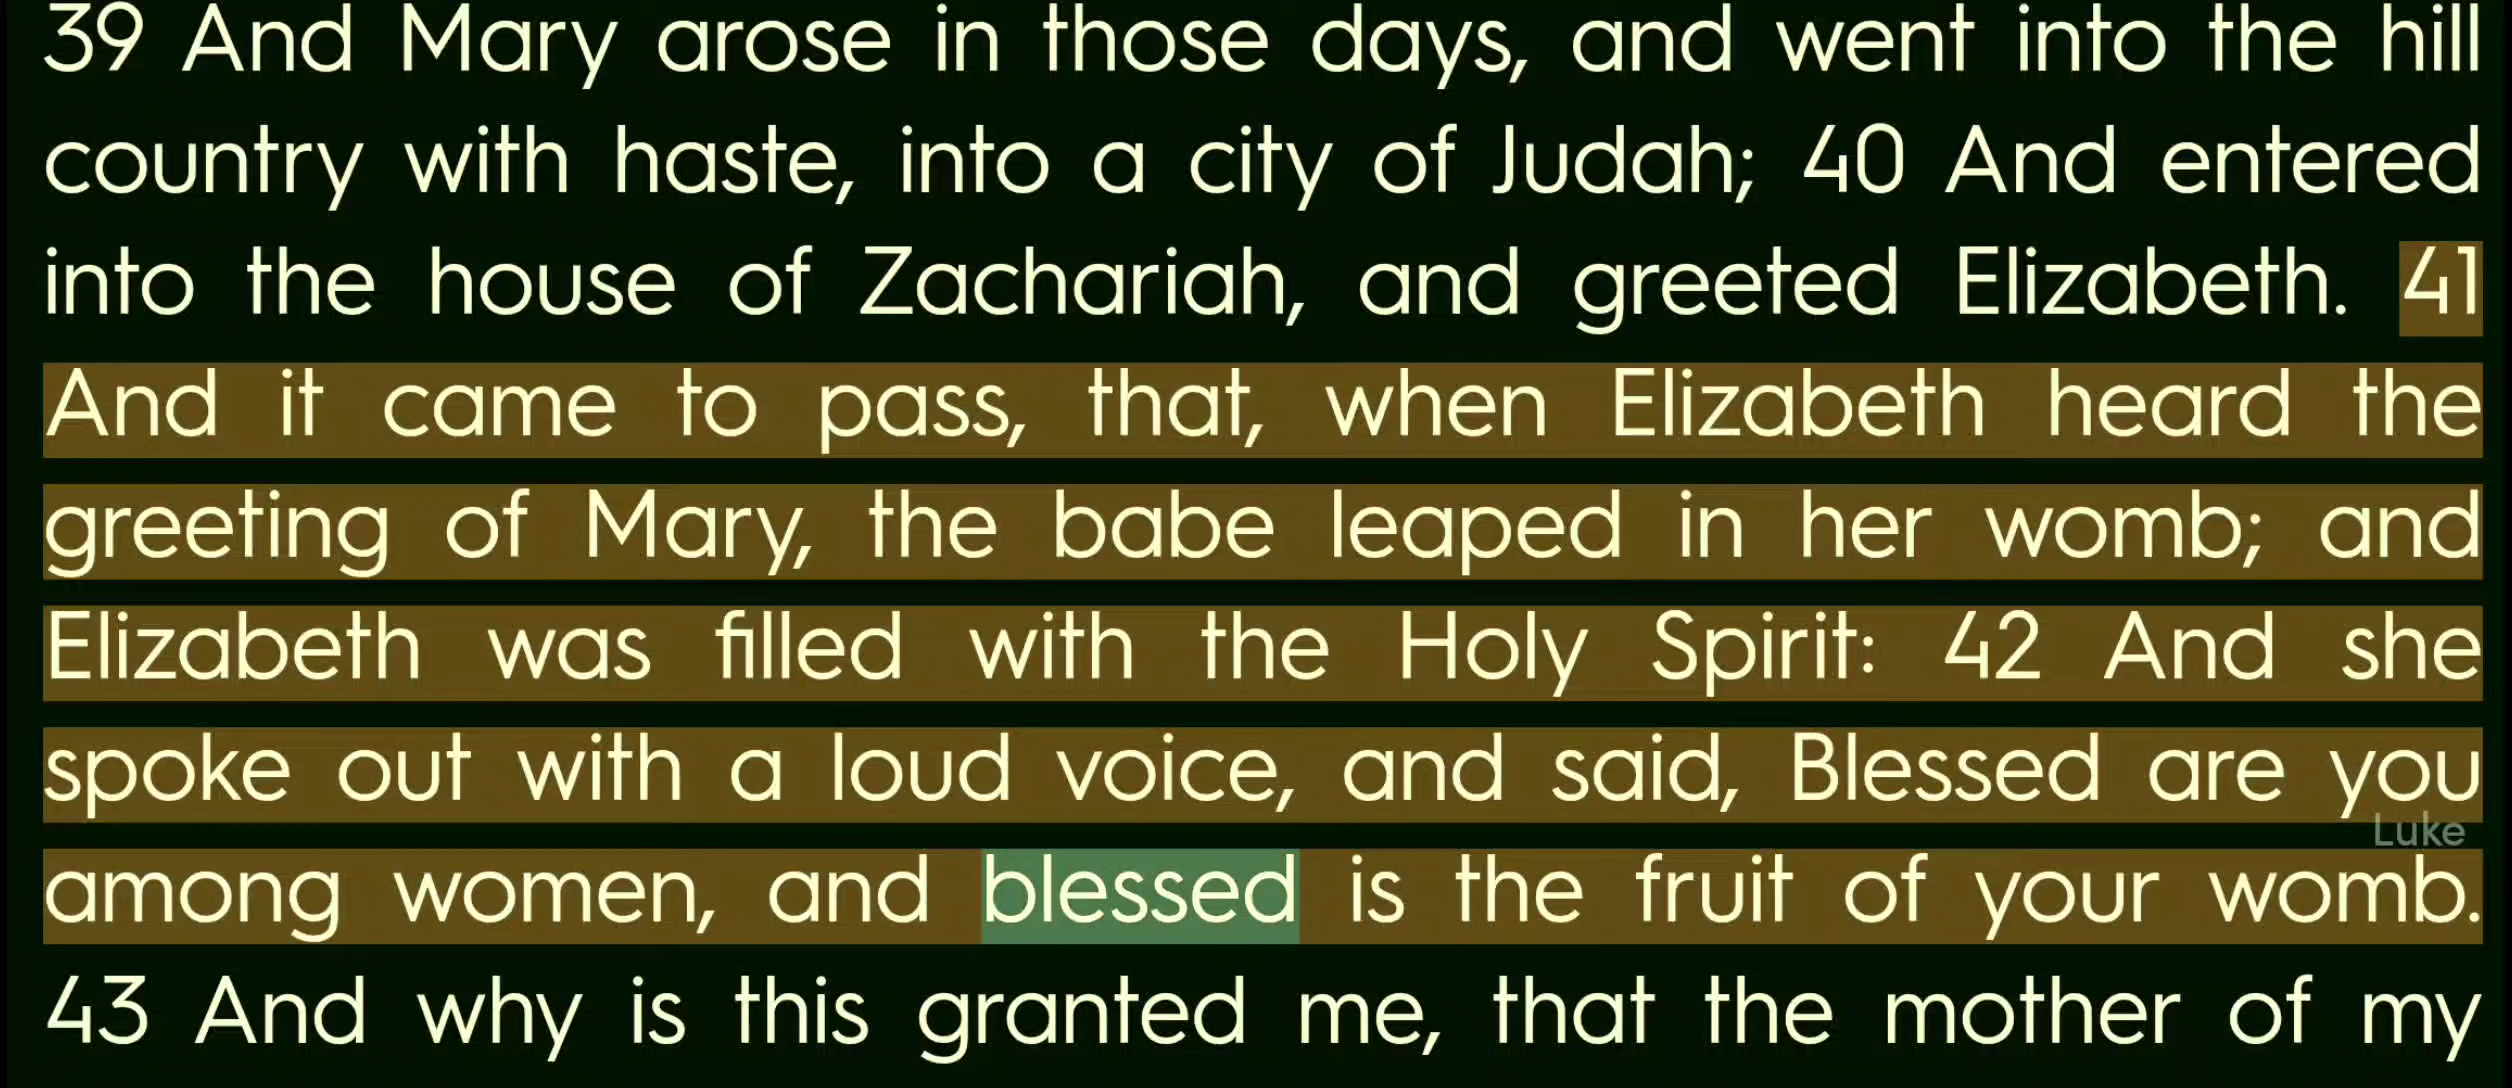 39 And Mary arose in those days, and went into the hill
country with haste, into a city of Judah; 40 And entered
into the house of Zachariah, and greeted Elizabeth. 41
And it came to pass, that, when Elizabeth heard the
greeting of Mary, the babe leaped in her womb; and
Elizabeth was filled with the Holy Spirit: 42 And she
spoke out with a loud voice, and said, Blessed are you
Luke
among women, and blessed is the fruit of your womb.
43 And why is this granted me, that the mother of my